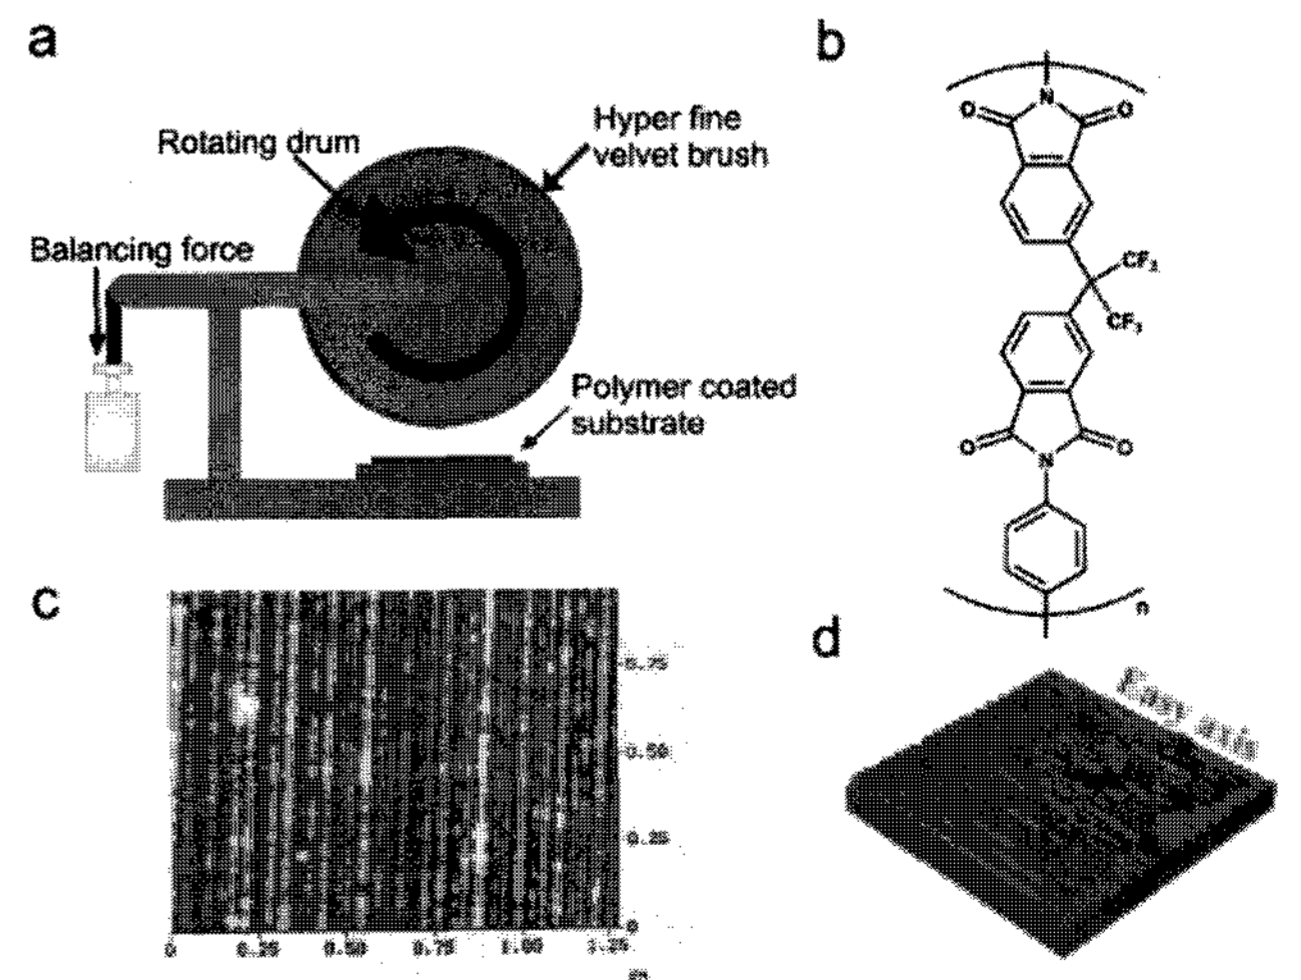 a
Rotating drum
Hyper fine
velvet brush
Balancing force
Polymer coated
substrate
b
N
O
O
CF₃
CF₃
O
O
N
n
c
0.75
0.50
0.25
0
0
0.25
0.50
0.75
1.00
1.25
d
Easy axis